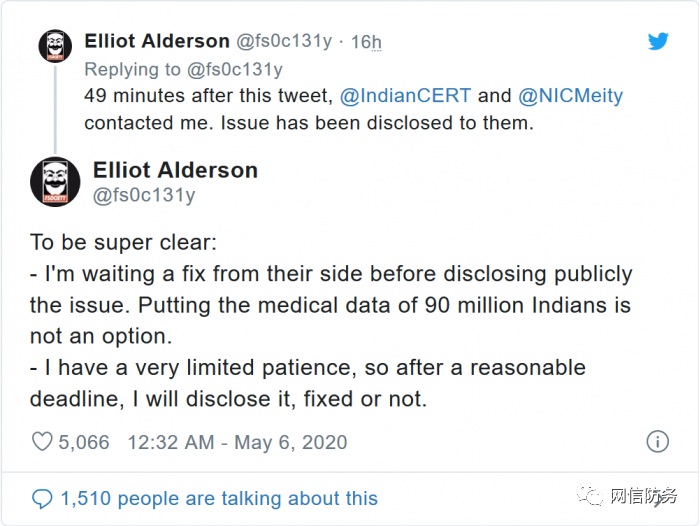 Elliot Alderson @fs0c131y · 16h
Replying to @fs0c131y
49 minutes after this tweet, @IndianCERT and @NICMeity
contacted me. Issue has been disclosed to them.
Elliot Alderson
@fs0c131y
To be super clear:
- I'm waiting a fix from their side before disclosing publicly
the issue. Putting the medical data of 90 million Indians is
not an option.
- I have a very limited patience, so after a reasonable
deadline, I will disclose it, fixed or not.
5,066 12:32 AM - May 6, 2020
1,510 people are talking about this
网信防务